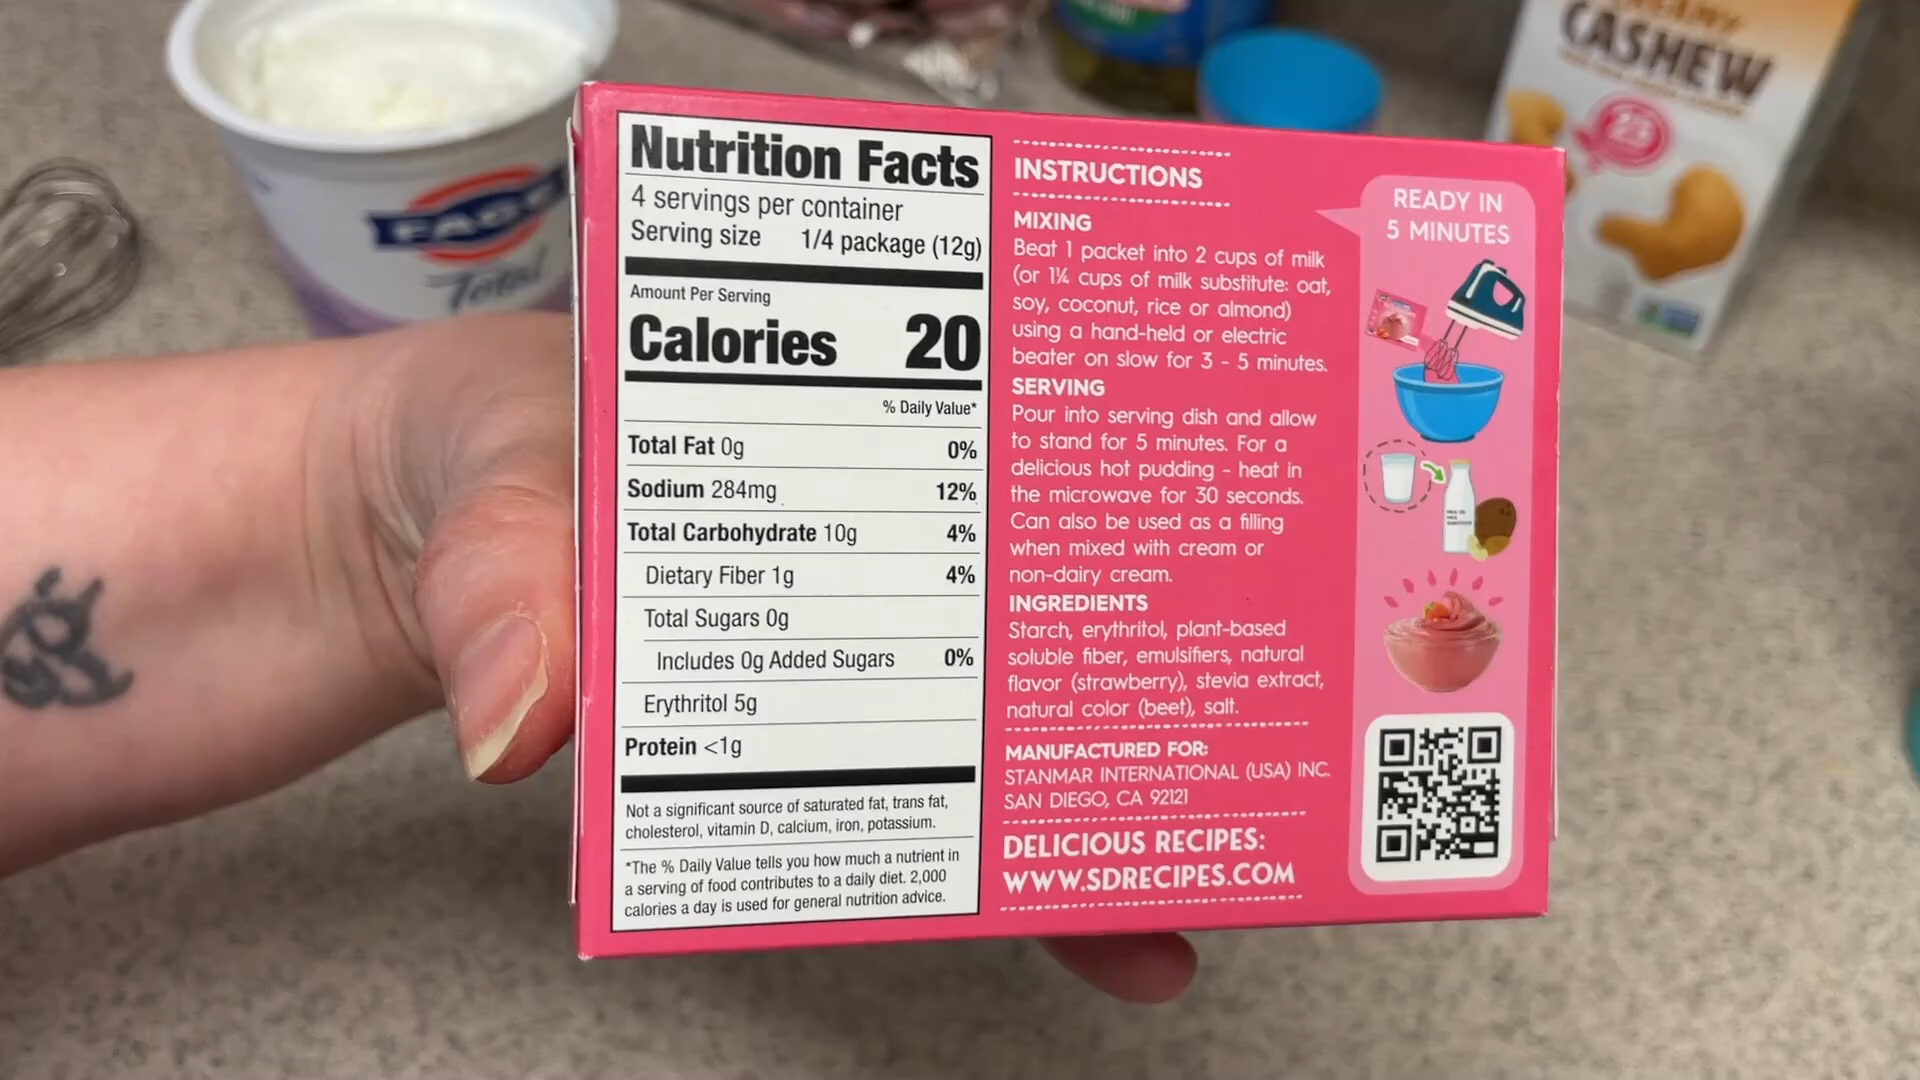 FAGE
Total
CASHEW
23
Nutrition Facts
4 servings per container
Serving size 1/4 package (12g)
Amount Per Serving
Calories 20
% Daily Value*
Total Fat 0g 0%
Sodium 284mg 12%
Total Carbohydrate 10g 4%
Dietary Fiber 1g 4%
Total Sugars 0g
Includes 0g Added Sugars 0%
Erythritol 5g
Protein <1g
Not a significant source of saturated fat, trans fat,
cholesterol, vitamin D, calcium, iron, potassium.
*The % Daily Value tells you how much a nutrient in
a serving of food contributes to a daily diet. 2,000
calories a day is used for general nutrition advice.
INSTRUCTIONS
MIXING
Beat 1 packet into 2 cups of milk
(or 1¼ cups of milk substitute: oat,
soy, coconut, rice or almond)
using a hand-held or electric
beater on slow for 3 - 5 minutes.
SERVING
Pour into serving dish and allow
to stand for 5 minutes. For a
delicious hot pudding - heat in
the microwave for 30 seconds.
Can also be used as a filling
when mixed with cream or
non-dairy cream.
INGREDIENTS
Starch, erythritol, plant-based
soluble fiber, emulsifiers, natural
flavor (strawberry), stevia extract,
natural color (beet), salt.
MANUFACTURED FOR:
STANMAR INTERNATIONAL (USA) INC.
SAN DIEGO, CA 92121
DELICIOUS RECIPES:
WWW.SDRECIPES.COM
READY IN
5 MINUTES